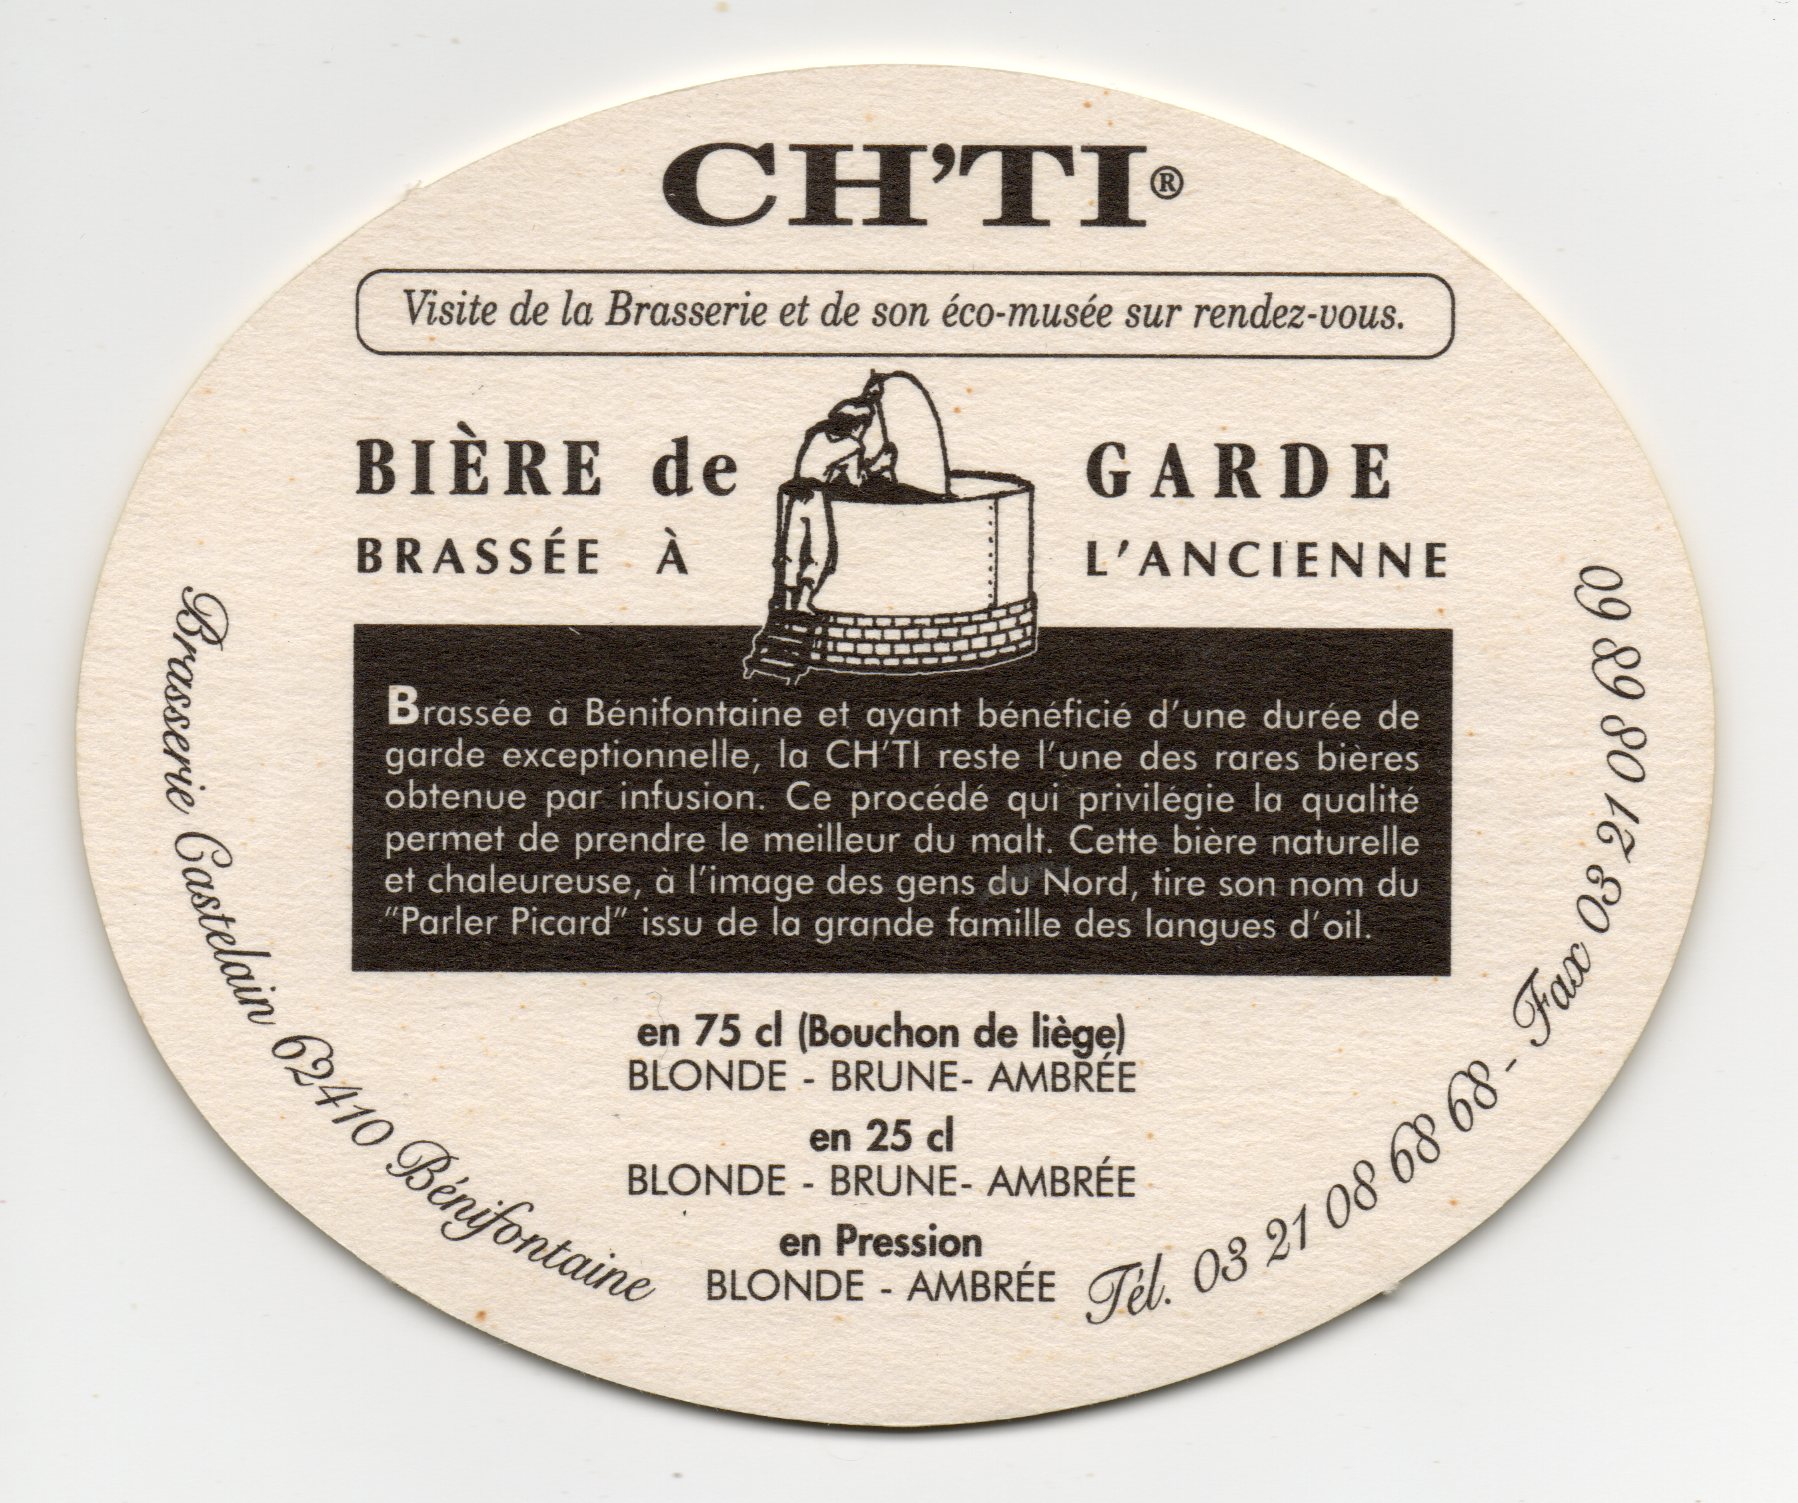 CH'TI®
Visite de la Brasserie et de son éco-musée sur rendez-vous.
BIÈRE de GARDE
BRASSÉE À L'ANCIENNE
Brassée à Bénifontaine et ayant bénéficié d'une durée de
garde exceptionnelle, la CH'TI reste l'une des rares bières
obtenue par infusion. Ce procédé qui privilégie la qualité
permet de prendre le meilleur du malt. Cette bière naturelle
et chaleureuse, à l'image des gens du Nord, tire son nom du
"Parler Picard" issu de la grande famille des langues d'oil.
en 75 cl (Bouchon de liège)
BLONDE - BRUNE- AMBRÉE
en 25 cl
BLONDE - BRUNE- AMBRÉE
en Pression
BLONDE - AMBRÉE
Brasserie Castelain 62410 Bénifontaine
Tél. 03 21 08 68 68 - Fax 03 21 08 68 60